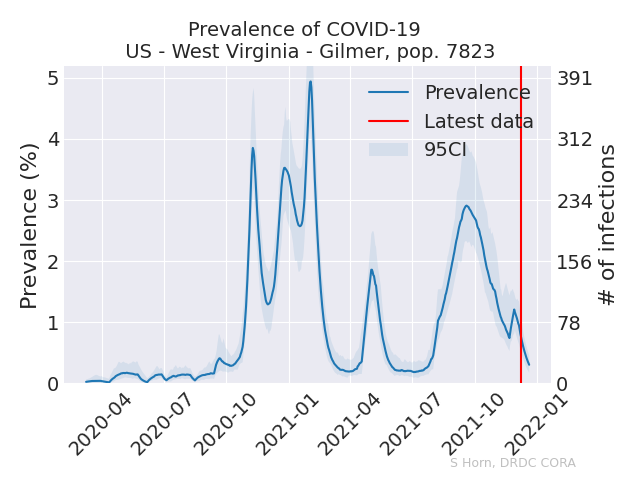 Prevalence of COVID-19
US - West Virginia - Gilmer, pop. 7823
Prevalence
Latest data
95CI
Prevalence (%)
5
4
3
2
1
0
391
312
234
156
78
0
# of infections
2020-04
2020-07
2020-10
2021-01
2021-04
2021-07
2021-10
2022-01
S Horn, DRDC CORA